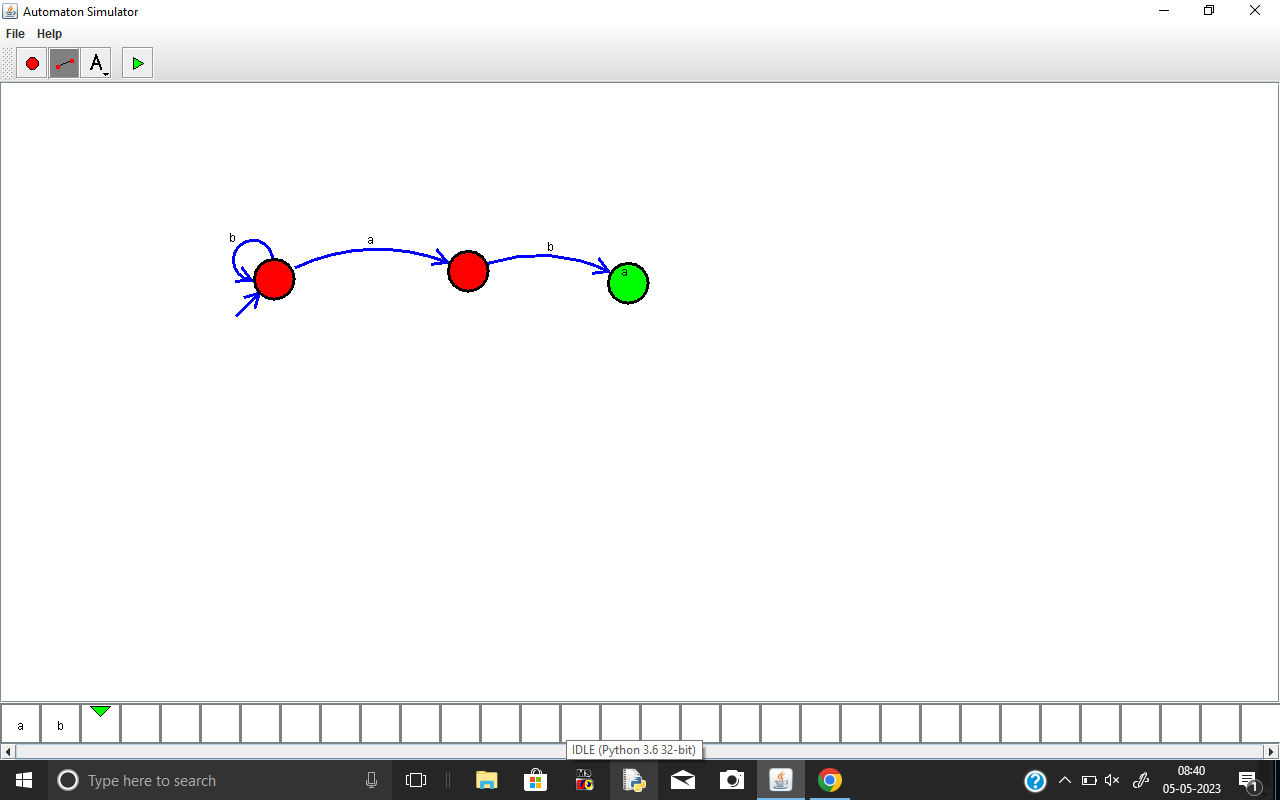 Automaton Simulator
File Help
A
b
a
b
a
a b
IDLE (Python 3.6 32-bit)
Type here to search
08:40
05-05-2023
1